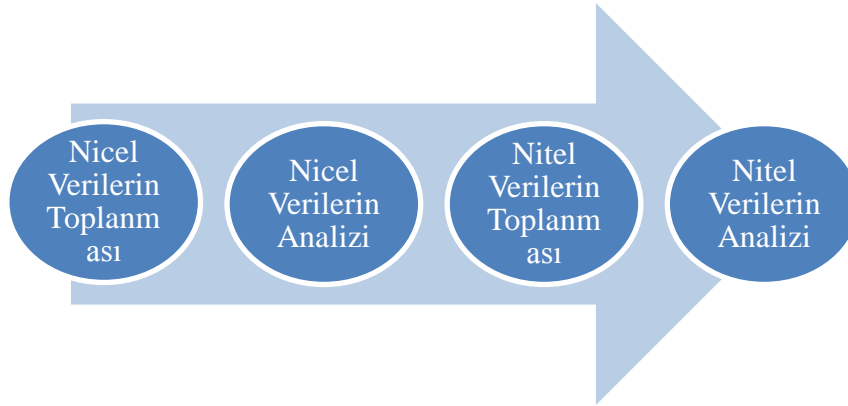 Nicel
Verilerin
Toplanm
ası
Nicel
Verilerin
Analizi
Nitel
Verilerin
Toplanm
ası
Nitel
Verilerin
Analizi